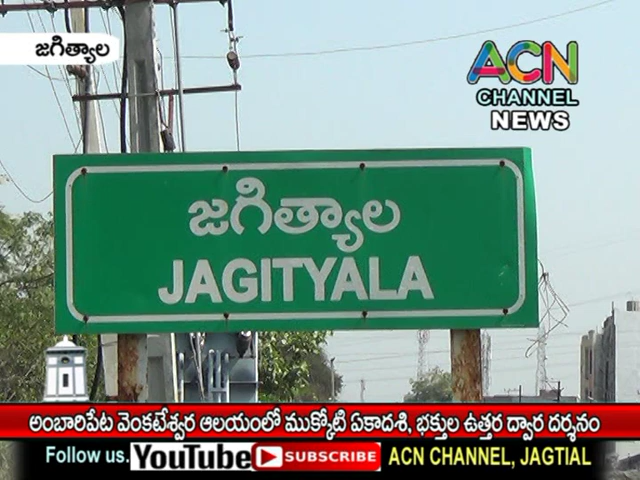 జగిత్యాల
ACN
CHANNEL
NEWS
జగిత్యాల
JAGITYALA
అంబారిపేట వెంకటేశ్వర ఆలయంలో ముక్కోటి ఏకాదశి, భక్తుల ఉత్తర ద్వార దర్శనం
Follow us. YouTube SUBSCRIBE ACN CHANNEL, JAGTIAL